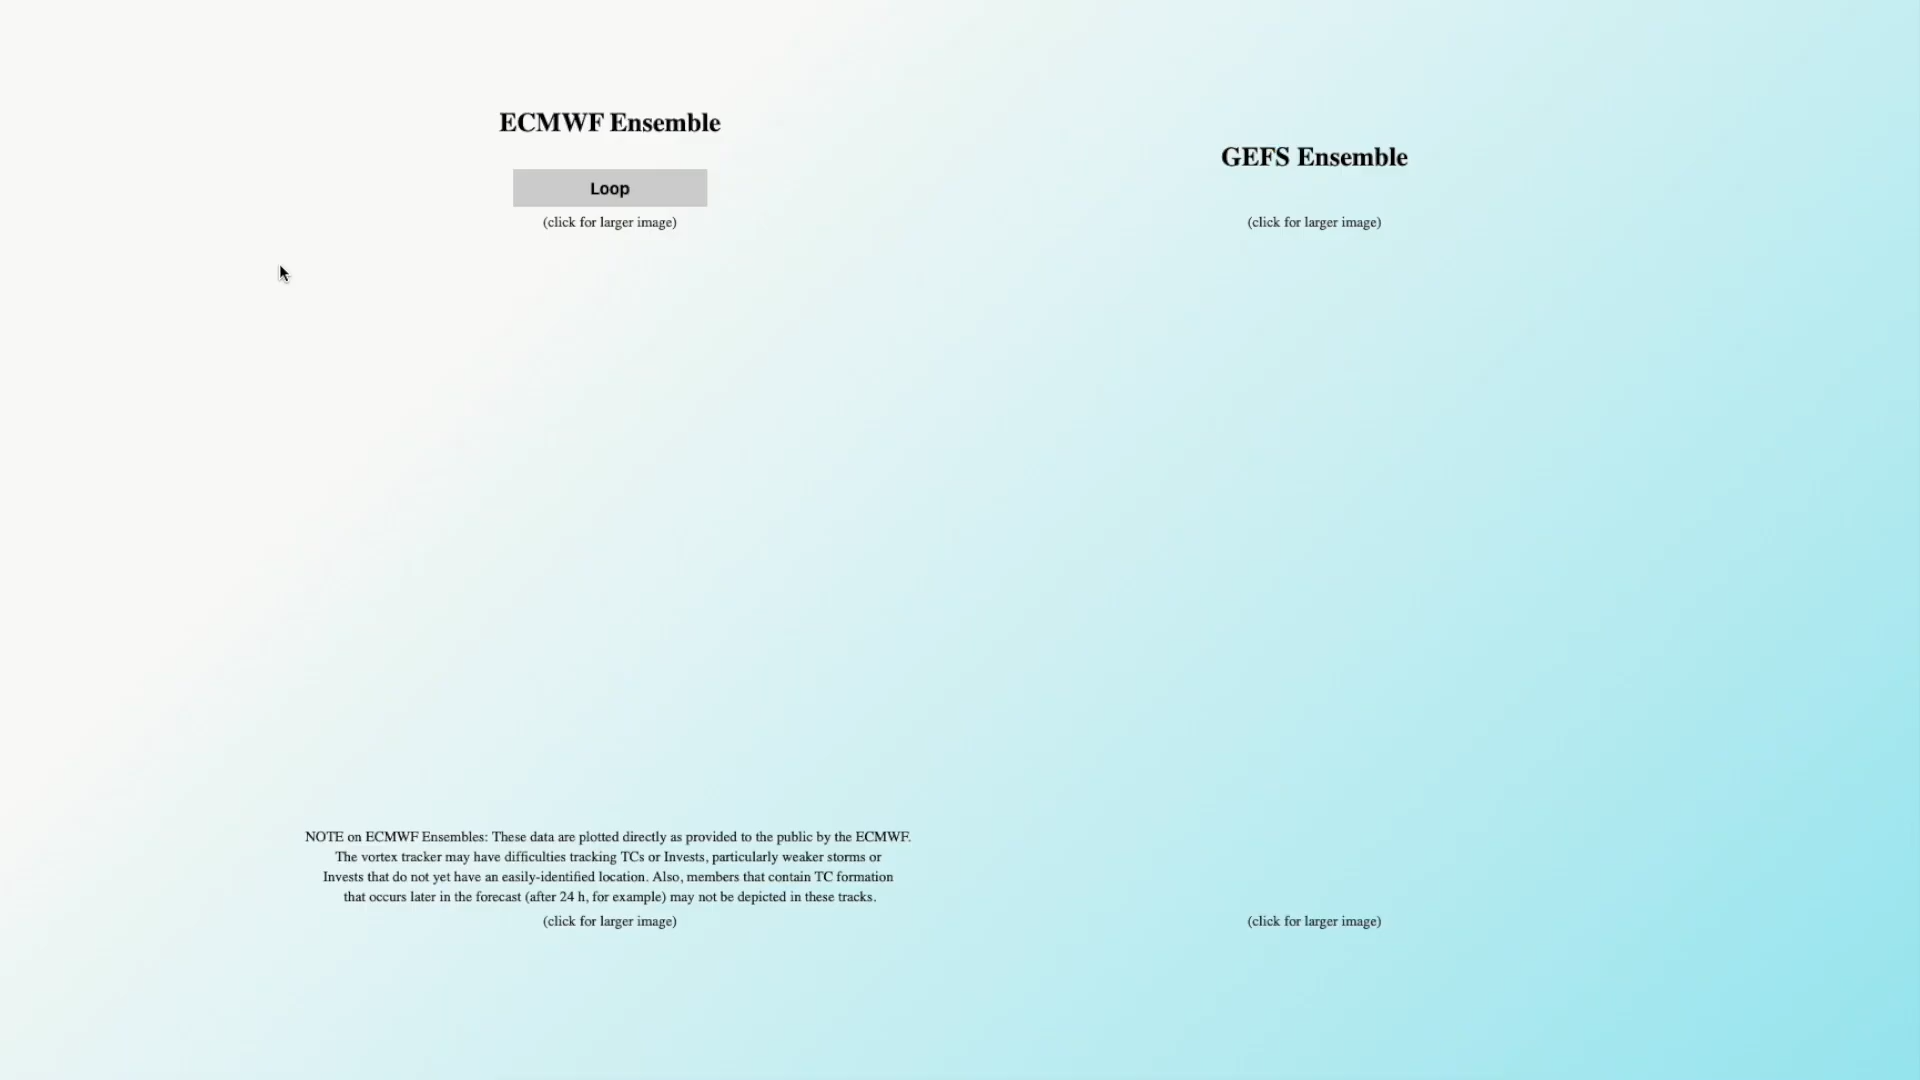 ECMWF Ensemble
Loop
(click for larger image)
GEFS Ensemble
(click for larger image)
NOTE on ECMWF Ensembles: These data are plotted directly as provided to the public by the ECMWF.
The vortex tracker may have difficulties tracking TCs or Invests, particularly weaker storms or
Invests that do not yet have an easily-identified location. Also, members that contain TC formation
that occurs later in the forecast (after 24 h, for example) may not be depicted in these tracks.
(click for larger image)
(click for larger image)